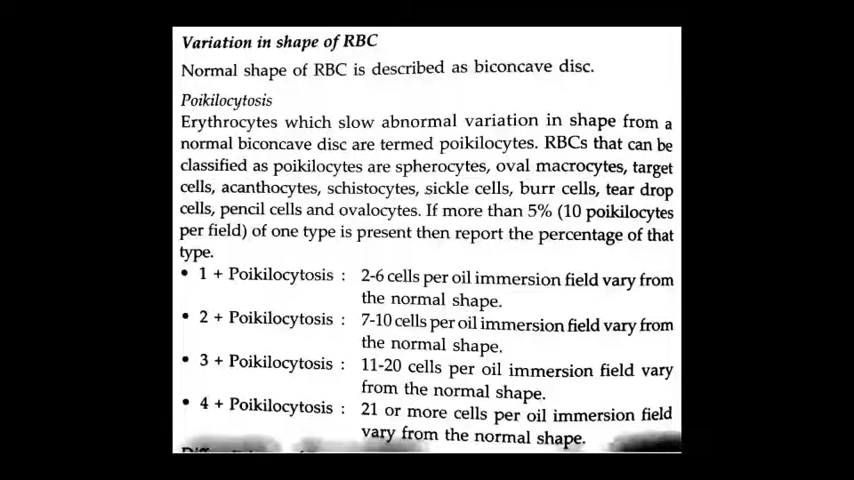 Variation in shape of RBC
Normal shape of RBC is described as biconcave disc.
Poikilocytosis
Erythrocytes which slow abnormal variation in shape from a
normal biconcave disc are termed poikilocytes. RBCs that can be
classified as poikilocytes are spherocytes, oval macrocytes, target
cells, acanthocytes, schistocytes, sickle cells, burr cells, tear drop
cells, pencil cells and ovalocytes. If more than 5% (10 poikilocytes
per field) of one type is present then report the percentage of that
type.
• 1 + Poikilocytosis : 2-6 cells per oil immersion field vary from
the normal shape.
• 2 + Poikilocytosis : 7-10 cells per oil immersion field vary from
the normal shape.
• 3 + Poikilocytosis : 11-20 cells per oil immersion field vary
from the normal shape.
• 4 + Poikilocytosis : 21 or more cells per oil immersion field
vary from the normal shape.